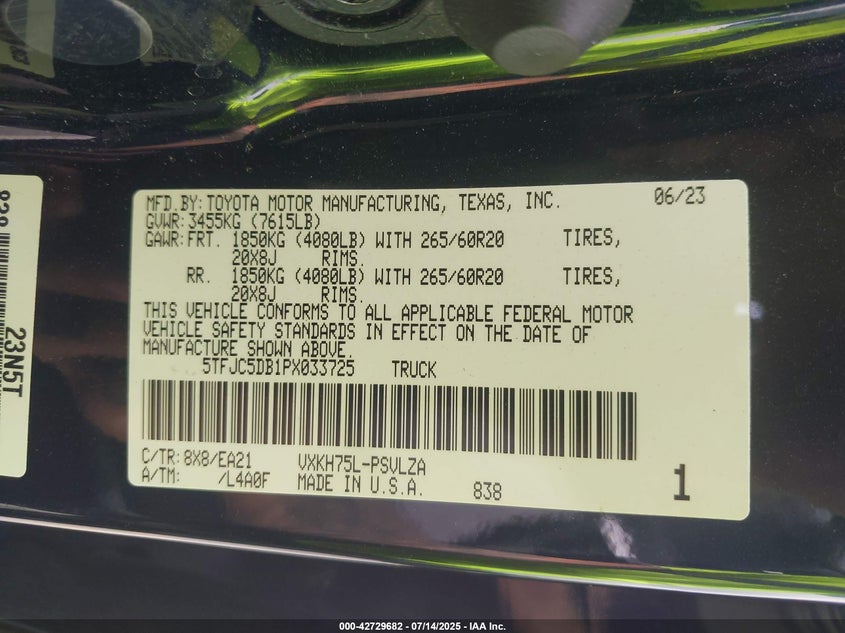 MFD.BY: TOYOTA MOTOR MANUFACTURING, TEXAS, INC. 06/23
GVWR: 3455KG (7615LB)
GAWR: FRT. 1850KG (4080LB) WITH 265/60R20 TIRES,
20X8J RIMS.
RR. 1850KG (4080LB) WITH 265/60R20 TIRES,
20X8J RIMS.
THIS VEHICLE CONFORMS TO ALL APPLICABLE FEDERAL MOTOR
VEHICLE SAFETY STANDARDS IN EFFECT ON THE DATE OF
MANUFACTURE SHOWN ABOVE.
5TFJC5DB1PX033725 TRUCK
C/TR: 8X8/EA21 VXKH75L-PSVLZA
A/TM: /L4A0F MADE IN U.S.A. 838 1
23N5T
000-42729682 - 07/14/2025 - IAA Inc.